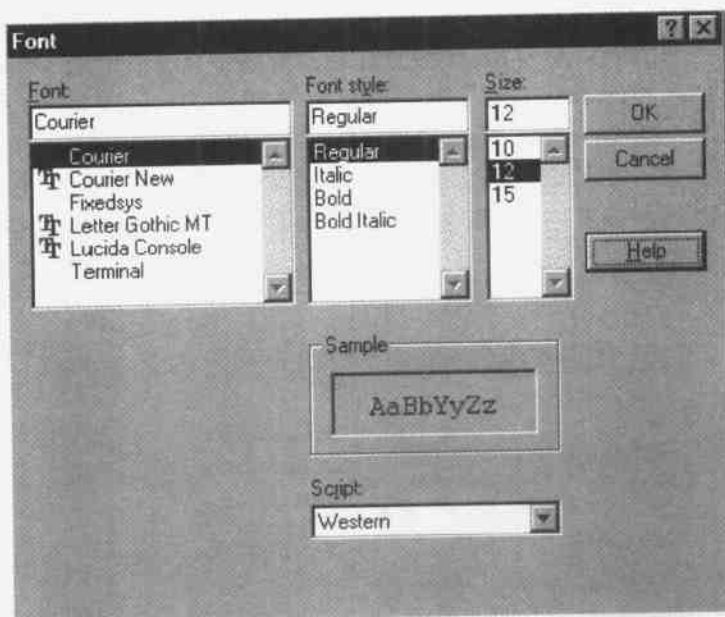 Font
? X
Font:
Font style:
Size:
Courier
Regular
12
OK
Cancel
Help
Courier
Courier New
Fixedsys
Letter Gothic MT
Lucida Console
Terminal
Regular
Italic
Bold
Bold Italic
10
12
15
Sample
AaBbYyZz
Script:
Western